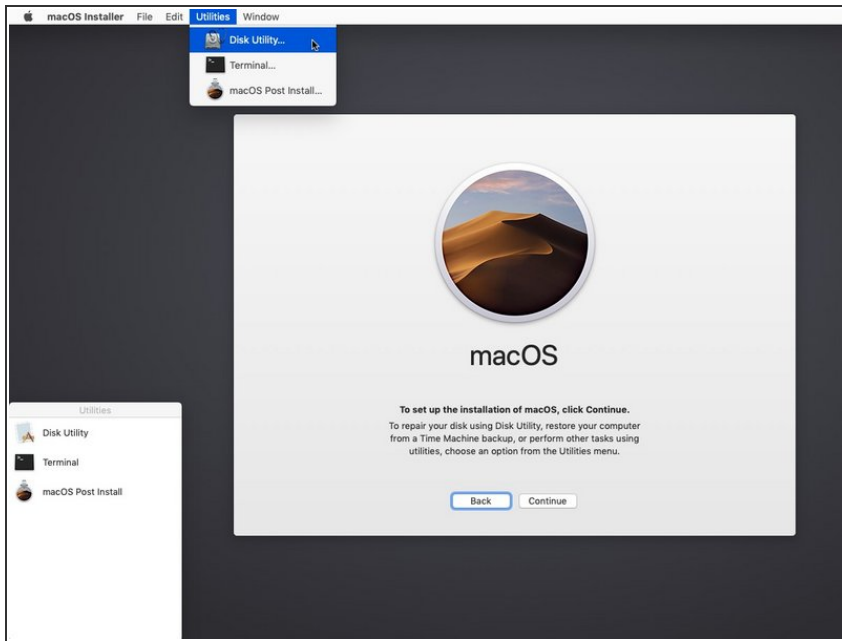 macOS Installer File Edit Utilities Window
Disk Utility...
Terminal...
macOS Post Install...
macOS
To set up the installation of macOS, click Continue.
To repair your disk using Disk Utility, restore your computer
from a Time Machine backup, or perform other tasks using
utilities, choose an option from the Utilities menu.
Back Continue
Utilities
Disk Utility
Terminal
macOS Post Install